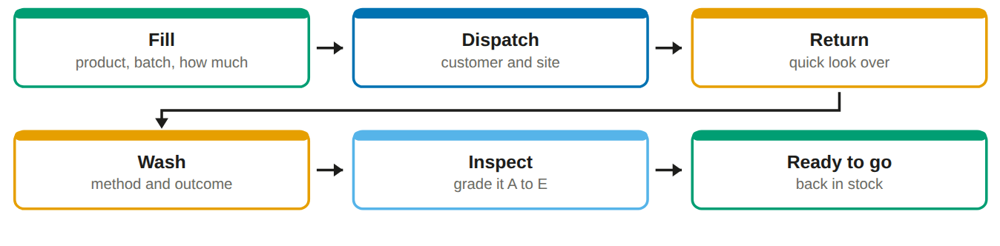 Fill
product, batch, how much
Dispatch
customer and site
Return
quick look over
Wash
method and outcome
Inspect
grade it A to E
Ready to go
back in stock